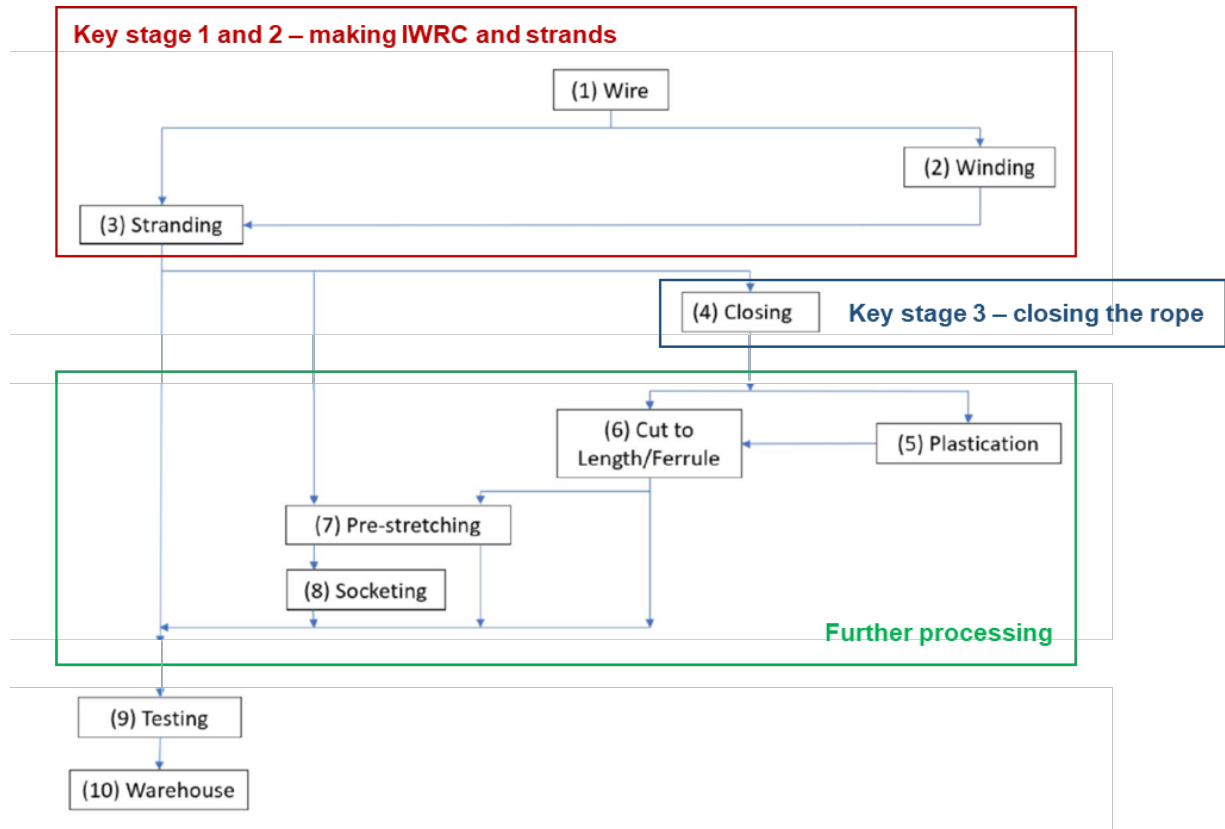 Key stage 1 and 2 – making IWRC and strands
(1) Wire
(2) Winding
(3) Stranding
(4) Closing
Key stage 3 – closing the rope
(6) Cut to
Length/Ferrule
(5) Plastication
(7) Pre-stretching
(8) Socketing
Further processing
(9) Testing
(10) Warehouse